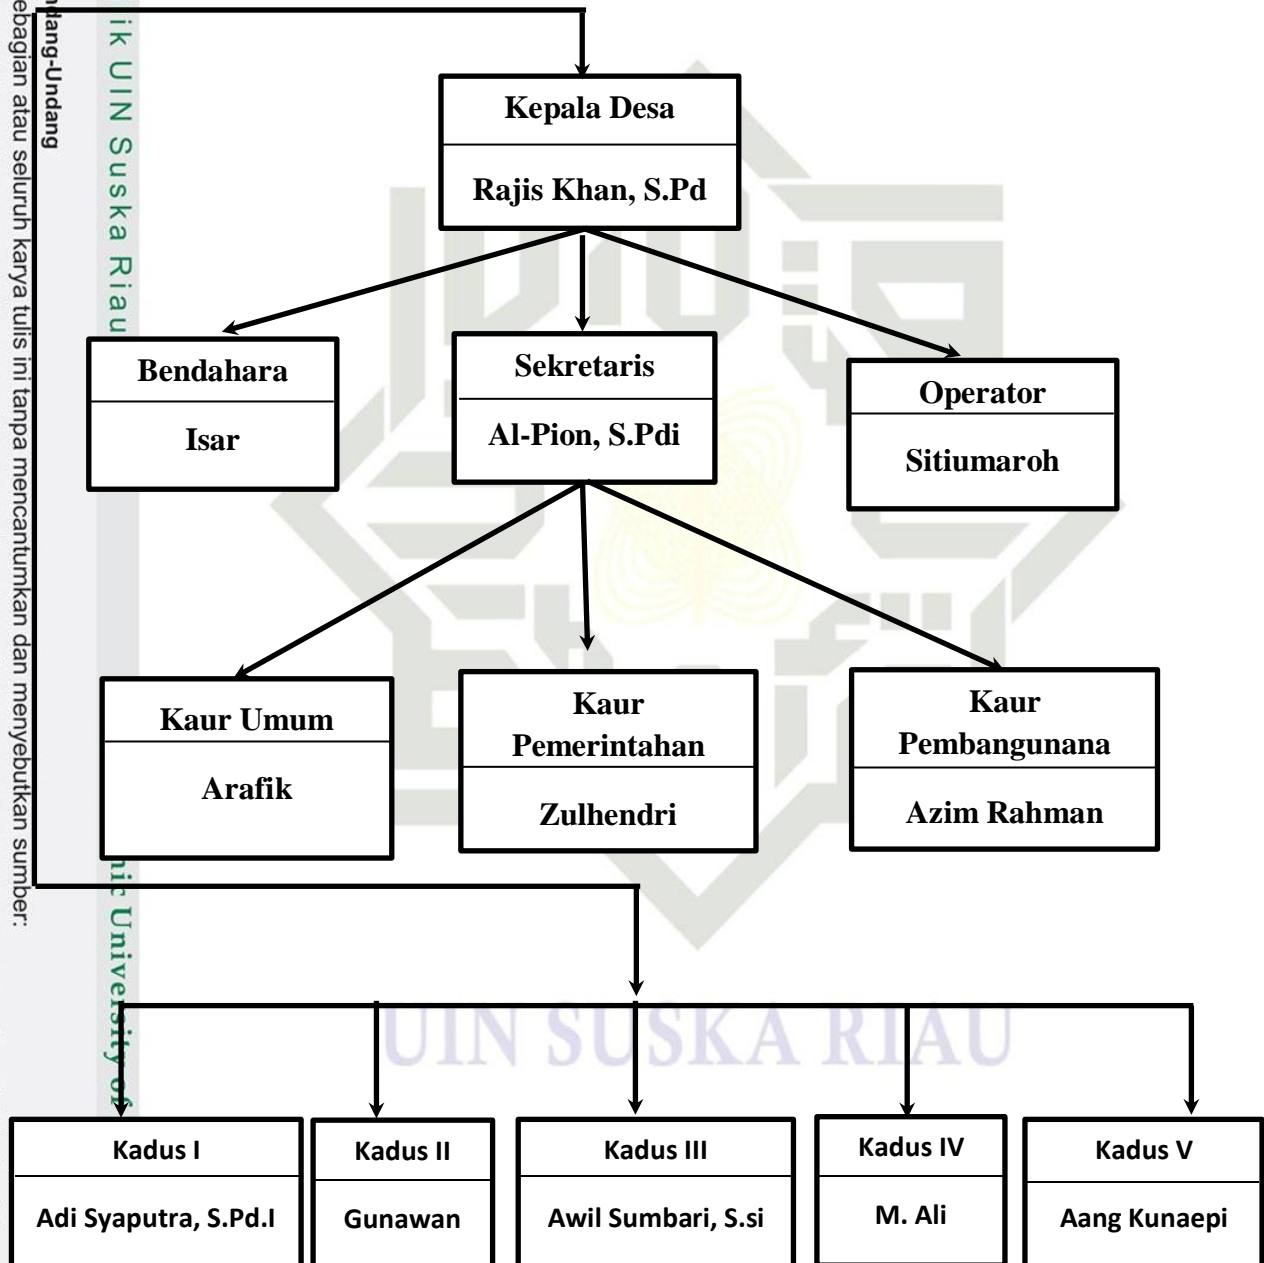 Kepala Desa
Rajis Khan, S.Pd
Bendahara
Isar
Sekretaris
Al-Pion, S.Pdi
Operator
Sitiumaroh
Kaur Umum
Arafik
Kaur
Pemerintahan
Zulhendri
Kaur
Pembangunana
Azim Rahman
UIN SUSKA RIAU
Kadus I
Adi Syaputra, S.Pd.I
Kadus II
Gunawan
Kadus III
Awil Sumbari, S.si
Kadus IV
M. Ali
Kadus V
Aang Kunaepi
ik UIN Suska Riau
University of
ndang-Undang
ebagian atau seluruh karya tulis ini tanpa mencantumkan dan menyebutkan sumber: